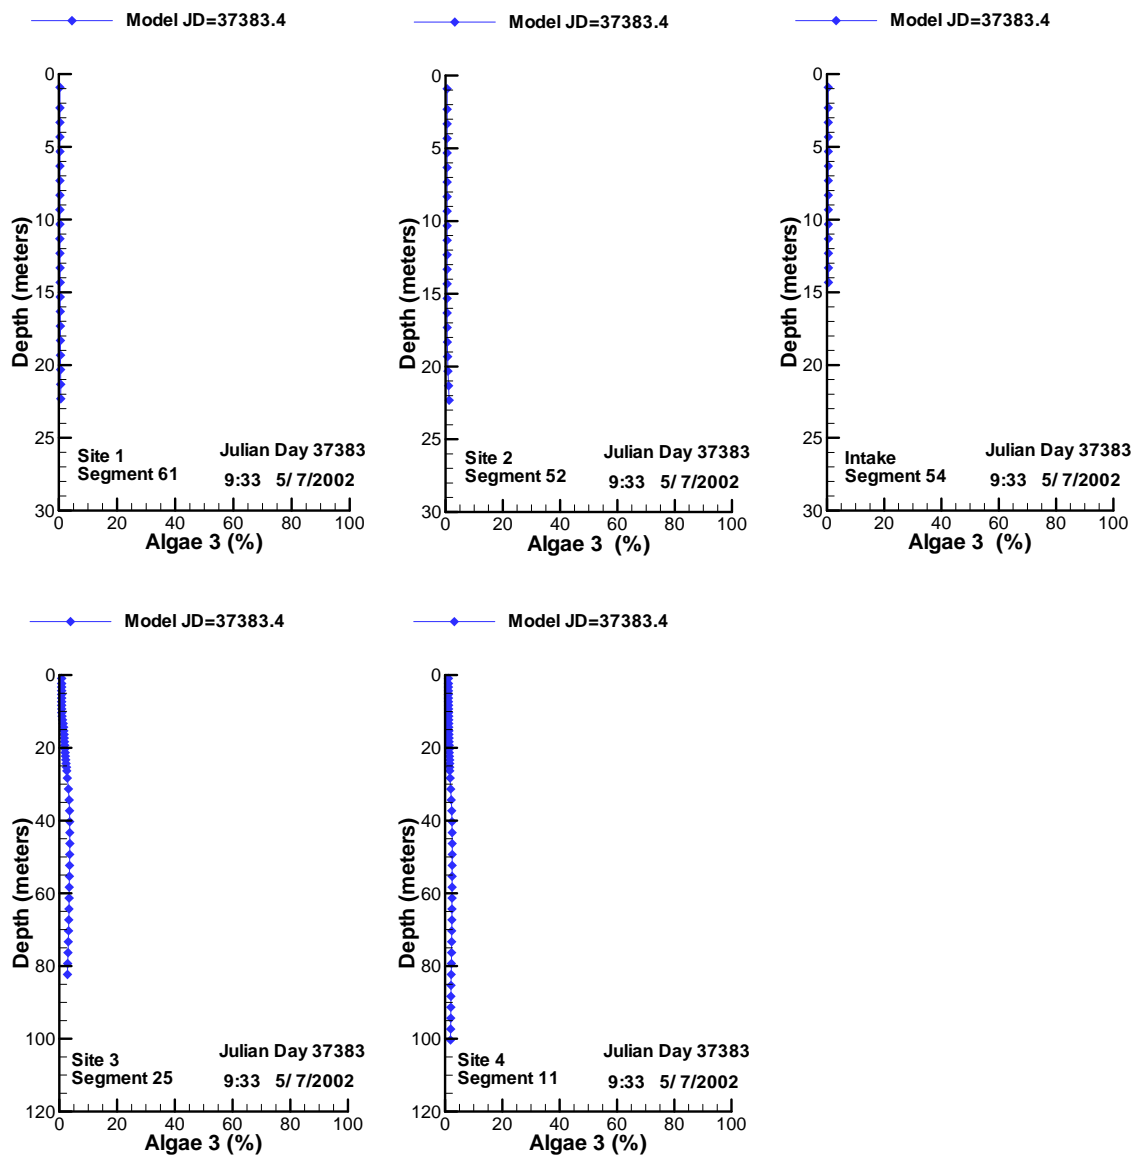 Model JD=37383.4
0
5
10
15
20
25
30
Depth (meters)
Site 1
Segment 61
Julian Day 37383
9:33 5/ 7/2002
0 20 40 60 80 100
Algae 3 (%)
Model JD=37383.4
0
5
10
15
20
25
30
Depth (meters)
Site 2
Segment 52
Julian Day 37383
9:33 5/ 7/2002
0 20 40 60 80 100
Algae 3 (%)
Model JD=37383.4
0
5
10
15
20
25
30
Depth (meters)
Intake
Segment 54
Julian Day 37383
9:33 5/ 7/2002
0 20 40 60 80 100
Algae 3 (%)
Model JD=37383.4
0
20
40
60
80
100
120
Depth (meters)
Site 3
Segment 25
Julian Day 37383
9:33 5/ 7/2002
0 20 40 60 80 100
Algae 3 (%)
Model JD=37383.4
0
20
40
60
80
100
120
Depth (meters)
Site 4
Segment 11
Julian Day 37383
9:33 5/ 7/2002
0 20 40 60 80 100
Algae 3 (%)